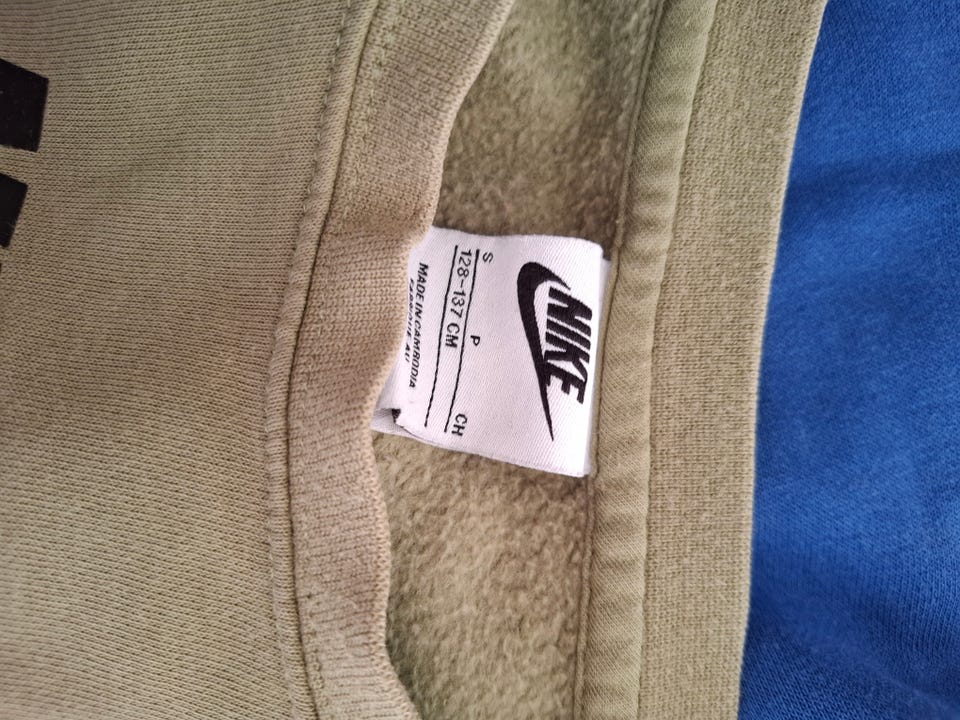 NIKE
S P CH
128-137 CM
MADE IN CAMBODIA